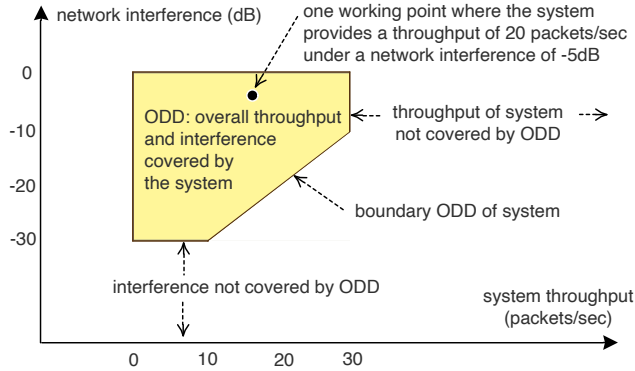 network interference (dB)
one working point where the system
provides a throughput of 20 packets/sec
under a network interference of -5dB
0
-10
-20
-30
ODD: overall throughput
and interference
covered by
the system
throughput of system
not covered by ODD
boundary ODD of system
interference not covered by ODD
system throughput
(packets/sec)
0
10
20
30